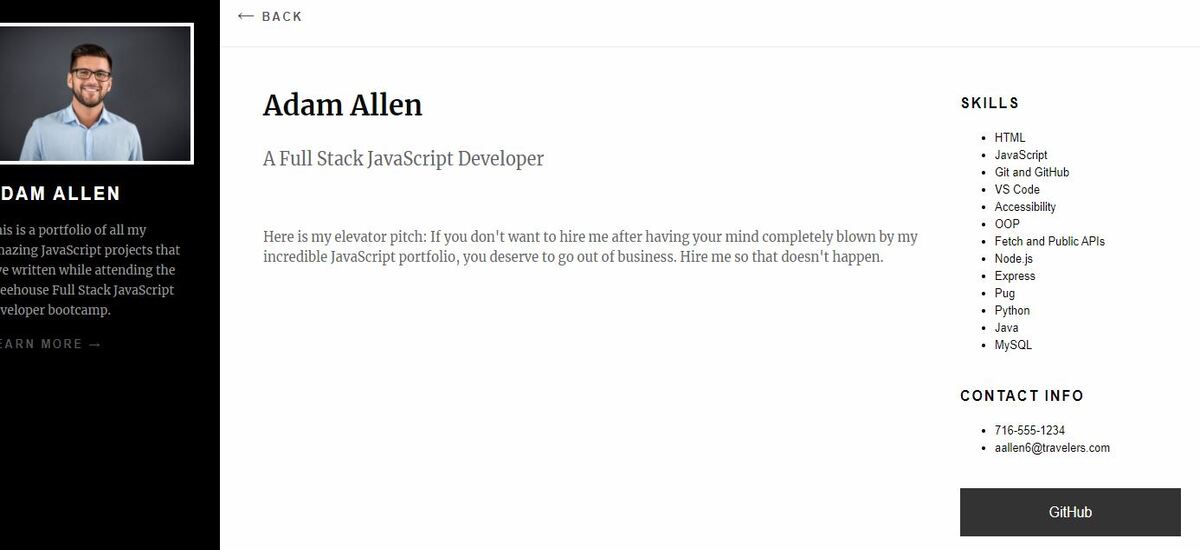 DAM ALLEN
is is a portfolio of all my
nazing JavaScript projects that
ve written while attending the
eehouse Full Stack JavaScript
veloper bootcamp.
EARN MORE →
← BACK
Adam Allen
A Full Stack JavaScript Developer
Here is my elevator pitch: If you don't want to hire me after having your mind completely blown by my
incredible JavaScript portfolio, you deserve to go out of business. Hire me so that doesn't happen.
SKILLS
• HTML
• JavaScript
• Git and GitHub
• VS Code
• Accessibility
• OOP
• Fetch and Public APIs
• Node.js
• Express
• Pug
• Python
• Java
• MySQL
CONTACT INFO
• 716-555-1234
• aallen6@travelers.com
GitHub